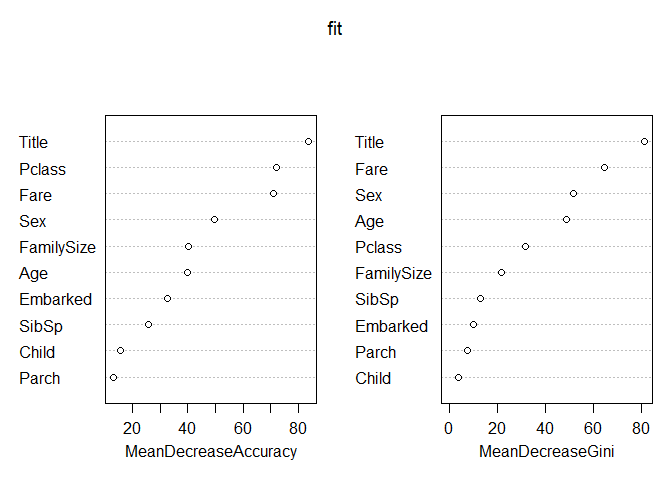 fit
Title
Pclass
Fare
Sex
FamilySize
Age
Embarked
SibSp
Child
Parch
20 40 60 80
MeanDecreaseAccuracy
Title
Fare
Sex
Age
Pclass
FamilySize
SibSp
Embarked
Parch
Child
0 20 40 60 80
MeanDecreaseGini